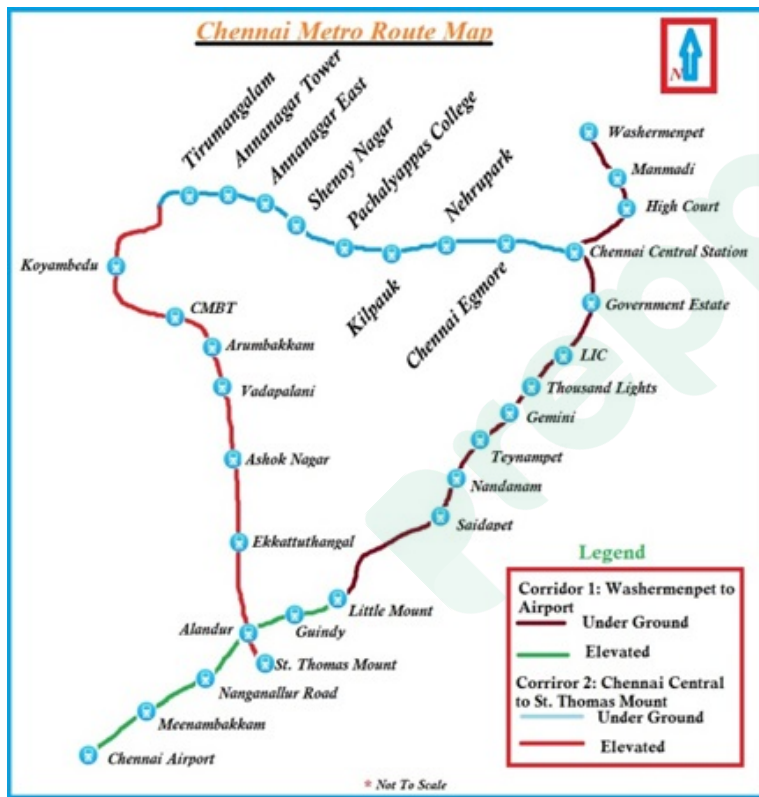 Chennai Metro Route Map
N
Tirumangalam
Annanagar Tower
Annanagar East
Shenoy Nagar
Pachalyappas College
Kilpauk
Nehrupark
Chennai Egmore
Washermenpet
Manmadi
High Court
Chennai Central Station
Koyambedu
CMBT
Arumbakkam
Vadapalani
Ashok Nagar
Ekkattuthangal
Government Estate
LIC
Thousand Lights
Gemini
Teynampet
Nandanam
Saidapet
Little Mount
Guindy
Alandur
St. Thomas Mount
Nanganallur Road
Meenambakkam
Chennai Airport
Legend
Corridor 1: Washermenpet to
Airport
Under Ground
Elevated
Corriror 2: Chennai Central
to St. Thomas Mount
Under Ground
Elevated
* Not To Scale
Prepp